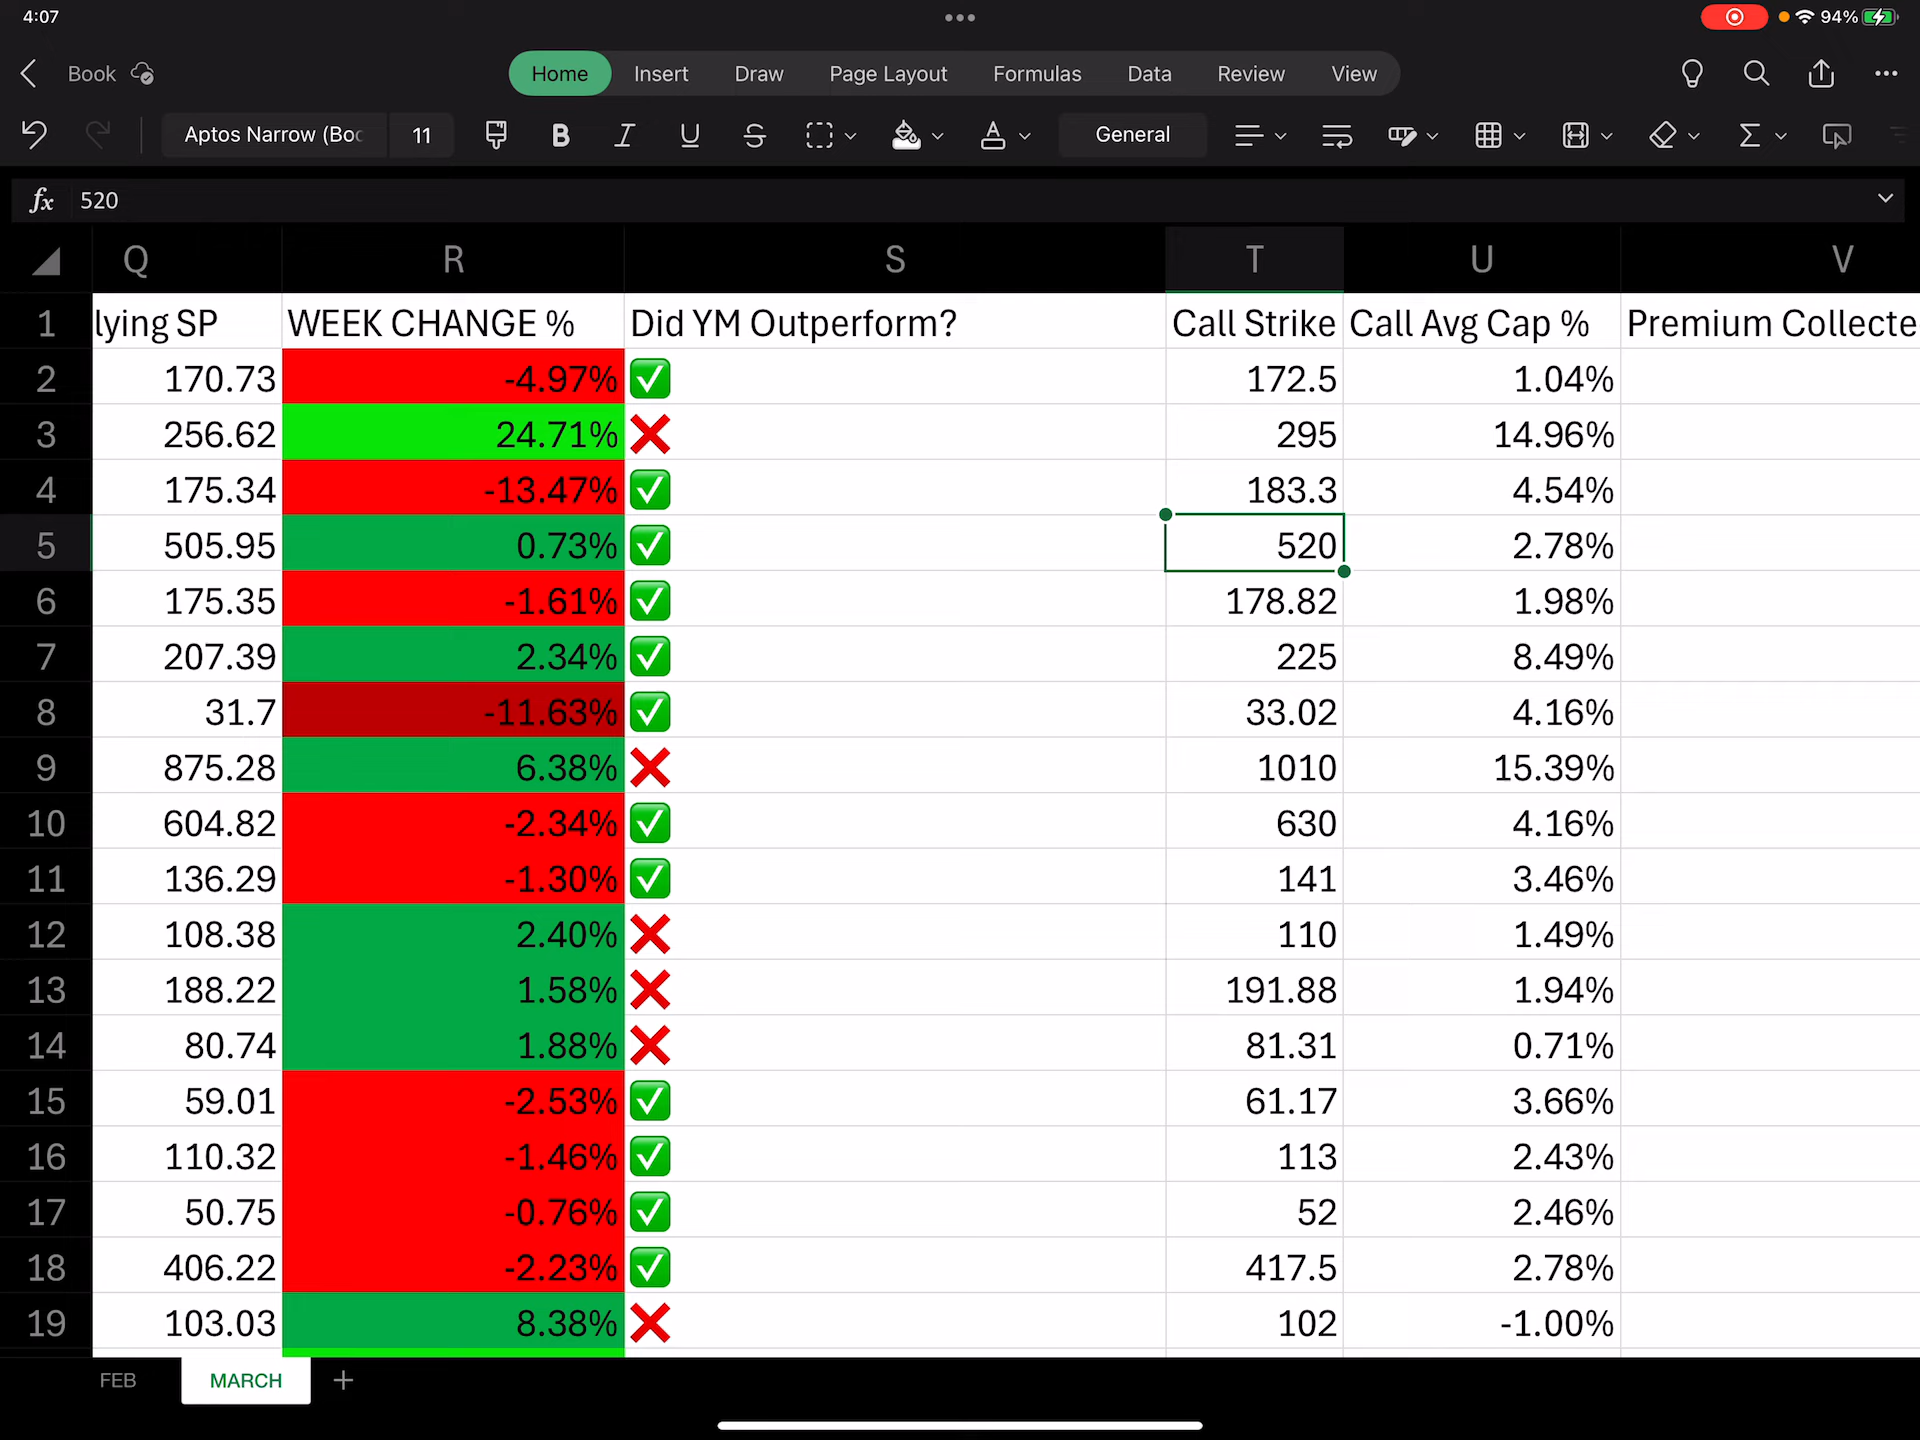 4:07
94%
Book
Home Insert Draw Page Layout Formulas Data Review View
Aptos Narrow (Boc 11 B I U S A General
fx 520
Q R S T U V
1 lying SP WEEK CHANGE % Did YM Outperform? Call Strike Call Avg Cap % Premium Collecte
2 170.73 -4.97% ✅ 172.5 1.04%
3 256.62 24.71% ❌ 295 14.96%
4 175.34 -13.47% ✅ 183.3 4.54%
5 505.95 0.73% ✅ 520 2.78%
6 175.35 -1.61% ✅ 178.82 1.98%
7 207.39 2.34% ✅ 225 8.49%
8 31.7 -11.63% ✅ 33.02 4.16%
9 875.28 6.38% ❌ 1010 15.39%
10 604.82 -2.34% ✅ 630 4.16%
11 136.29 -1.30% ✅ 141 3.46%
12 108.38 2.40% ❌ 110 1.49%
13 188.22 1.58% ❌ 191.88 1.94%
14 80.74 1.88% ❌ 81.31 0.71%
15 59.01 -2.53% ✅ 61.17 3.66%
16 110.32 -1.46% ✅ 113 2.43%
17 50.75 -0.76% ✅ 52 2.46%
18 406.22 -2.23% ✅ 417.5 2.78%
19 103.03 8.38% ❌ 102 -1.00%
FEB MARCH +